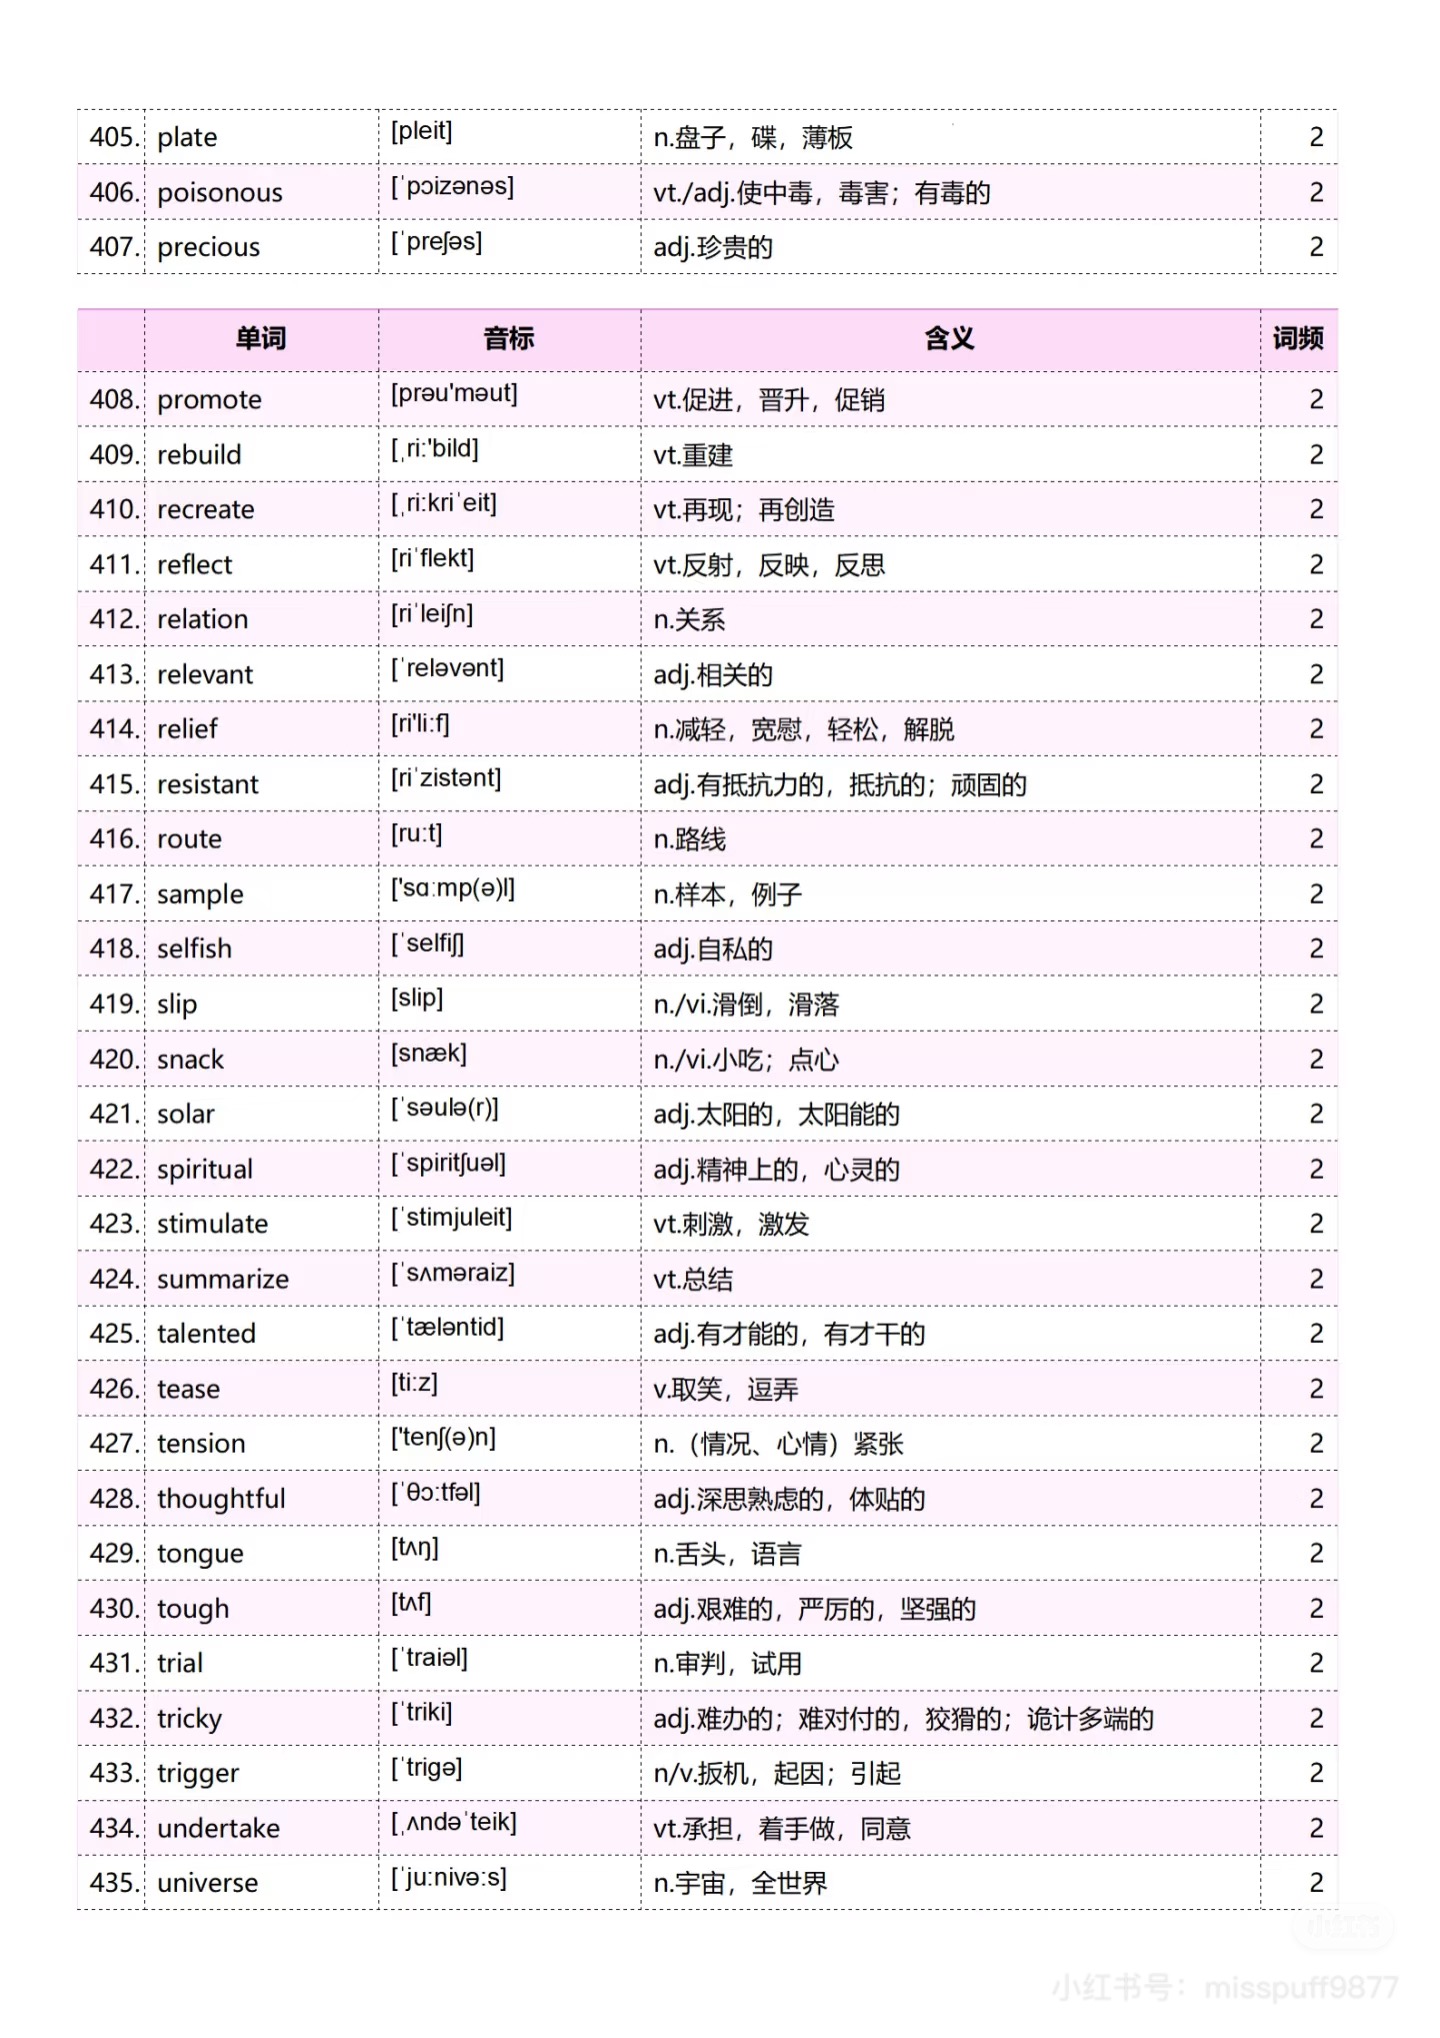 405. plate [pleit] n.盘子，碟，薄板 2
406. poisonous [ˈpɔizənəs] vt./adj.使中毒，毒害；有毒的 2
407. precious [ˈpreʃəs] adj.珍贵的 2
单词 音标 含义 词频
408. promote [prəu'məut] vt.促进，晋升，促销 2
409. rebuild [ˌri:'bild] vt.重建 2
410. recreate [ˌri:kriˈeit] vt.再现；再创造 2
411. reflect [riˈflekt] vt.反射，反映，反思 2
412. relation [riˈleiʃn] n.关系 2
413. relevant [ˈreləvənt] adj.相关的 2
414. relief [ri'li:f] n.减轻，宽慰，轻松，解脱 2
415. resistant [riˈzistənt] adj.有抵抗力的，抵抗的；顽固的 2
416. route [ru:t] n.路线 2
417. sample ['sɑ:mp(ə)l] n.样本，例子 2
418. selfish [ˈselfiʃ] adj.自私的 2
419. slip [slip] n./vi.滑倒，滑落 2
420. snack [snæk] n./vi.小吃；点心 2
421. solar [ˈsəulə(r)] adj.太阳的，太阳能的 2
422. spiritual [ˈspiritʃuəl] adj.精神上的，心灵的 2
423. stimulate [ˈstimjuleit] vt.刺激，激发 2
424. summarize [ˈsʌməraiz] vt.总结 2
425. talented [ˈtæləntid] adj.有才能的，有才干的 2
426. tease [ti:z] v.取笑，逗弄 2
427. tension ['tenʃ(ə)n] n.（情况、心情）紧张 2
428. thoughtful [ˈθɔ:tfəl] adj.深思熟虑的，体贴的 2
429. tongue [tʌŋ] n.舌头，语言 2
430. tough [tʌf] adj.艰难的，严厉的，坚强的 2
431. trial [ˈtraiəl] n.审判，试用 2
432. tricky [ˈtriki] adj.难办的；难对付的，狡猾的；诡计多端的 2
433. trigger [ˈtrigə] n/v.扳机，起因；引起 2
434. undertake [ˌʌndəˈteik] vt.承担，着手做，同意 2
435. universe [ˈju:nivə:s] n.宇宙，全世界 2
小红书
小红书号：misspuff9877